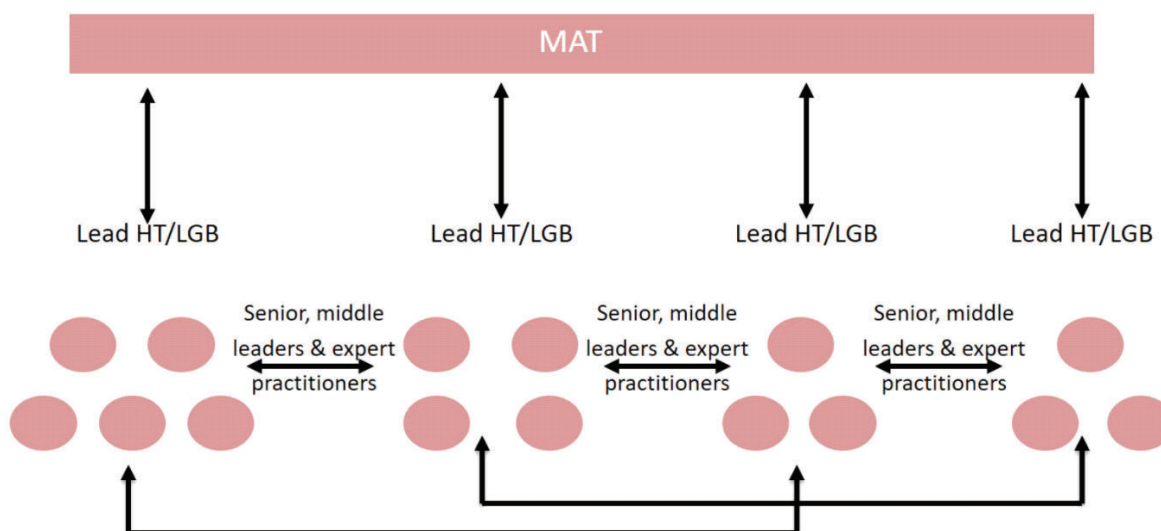 MAT
Lead HT/LGB
Lead HT/LGB
Lead HT/LGB
Lead HT/LGB
Senior, middle
leaders & expert
practitioners
Senior, middle
leaders & expert
practitioners
Senior, middle
leaders & expert
practitioners